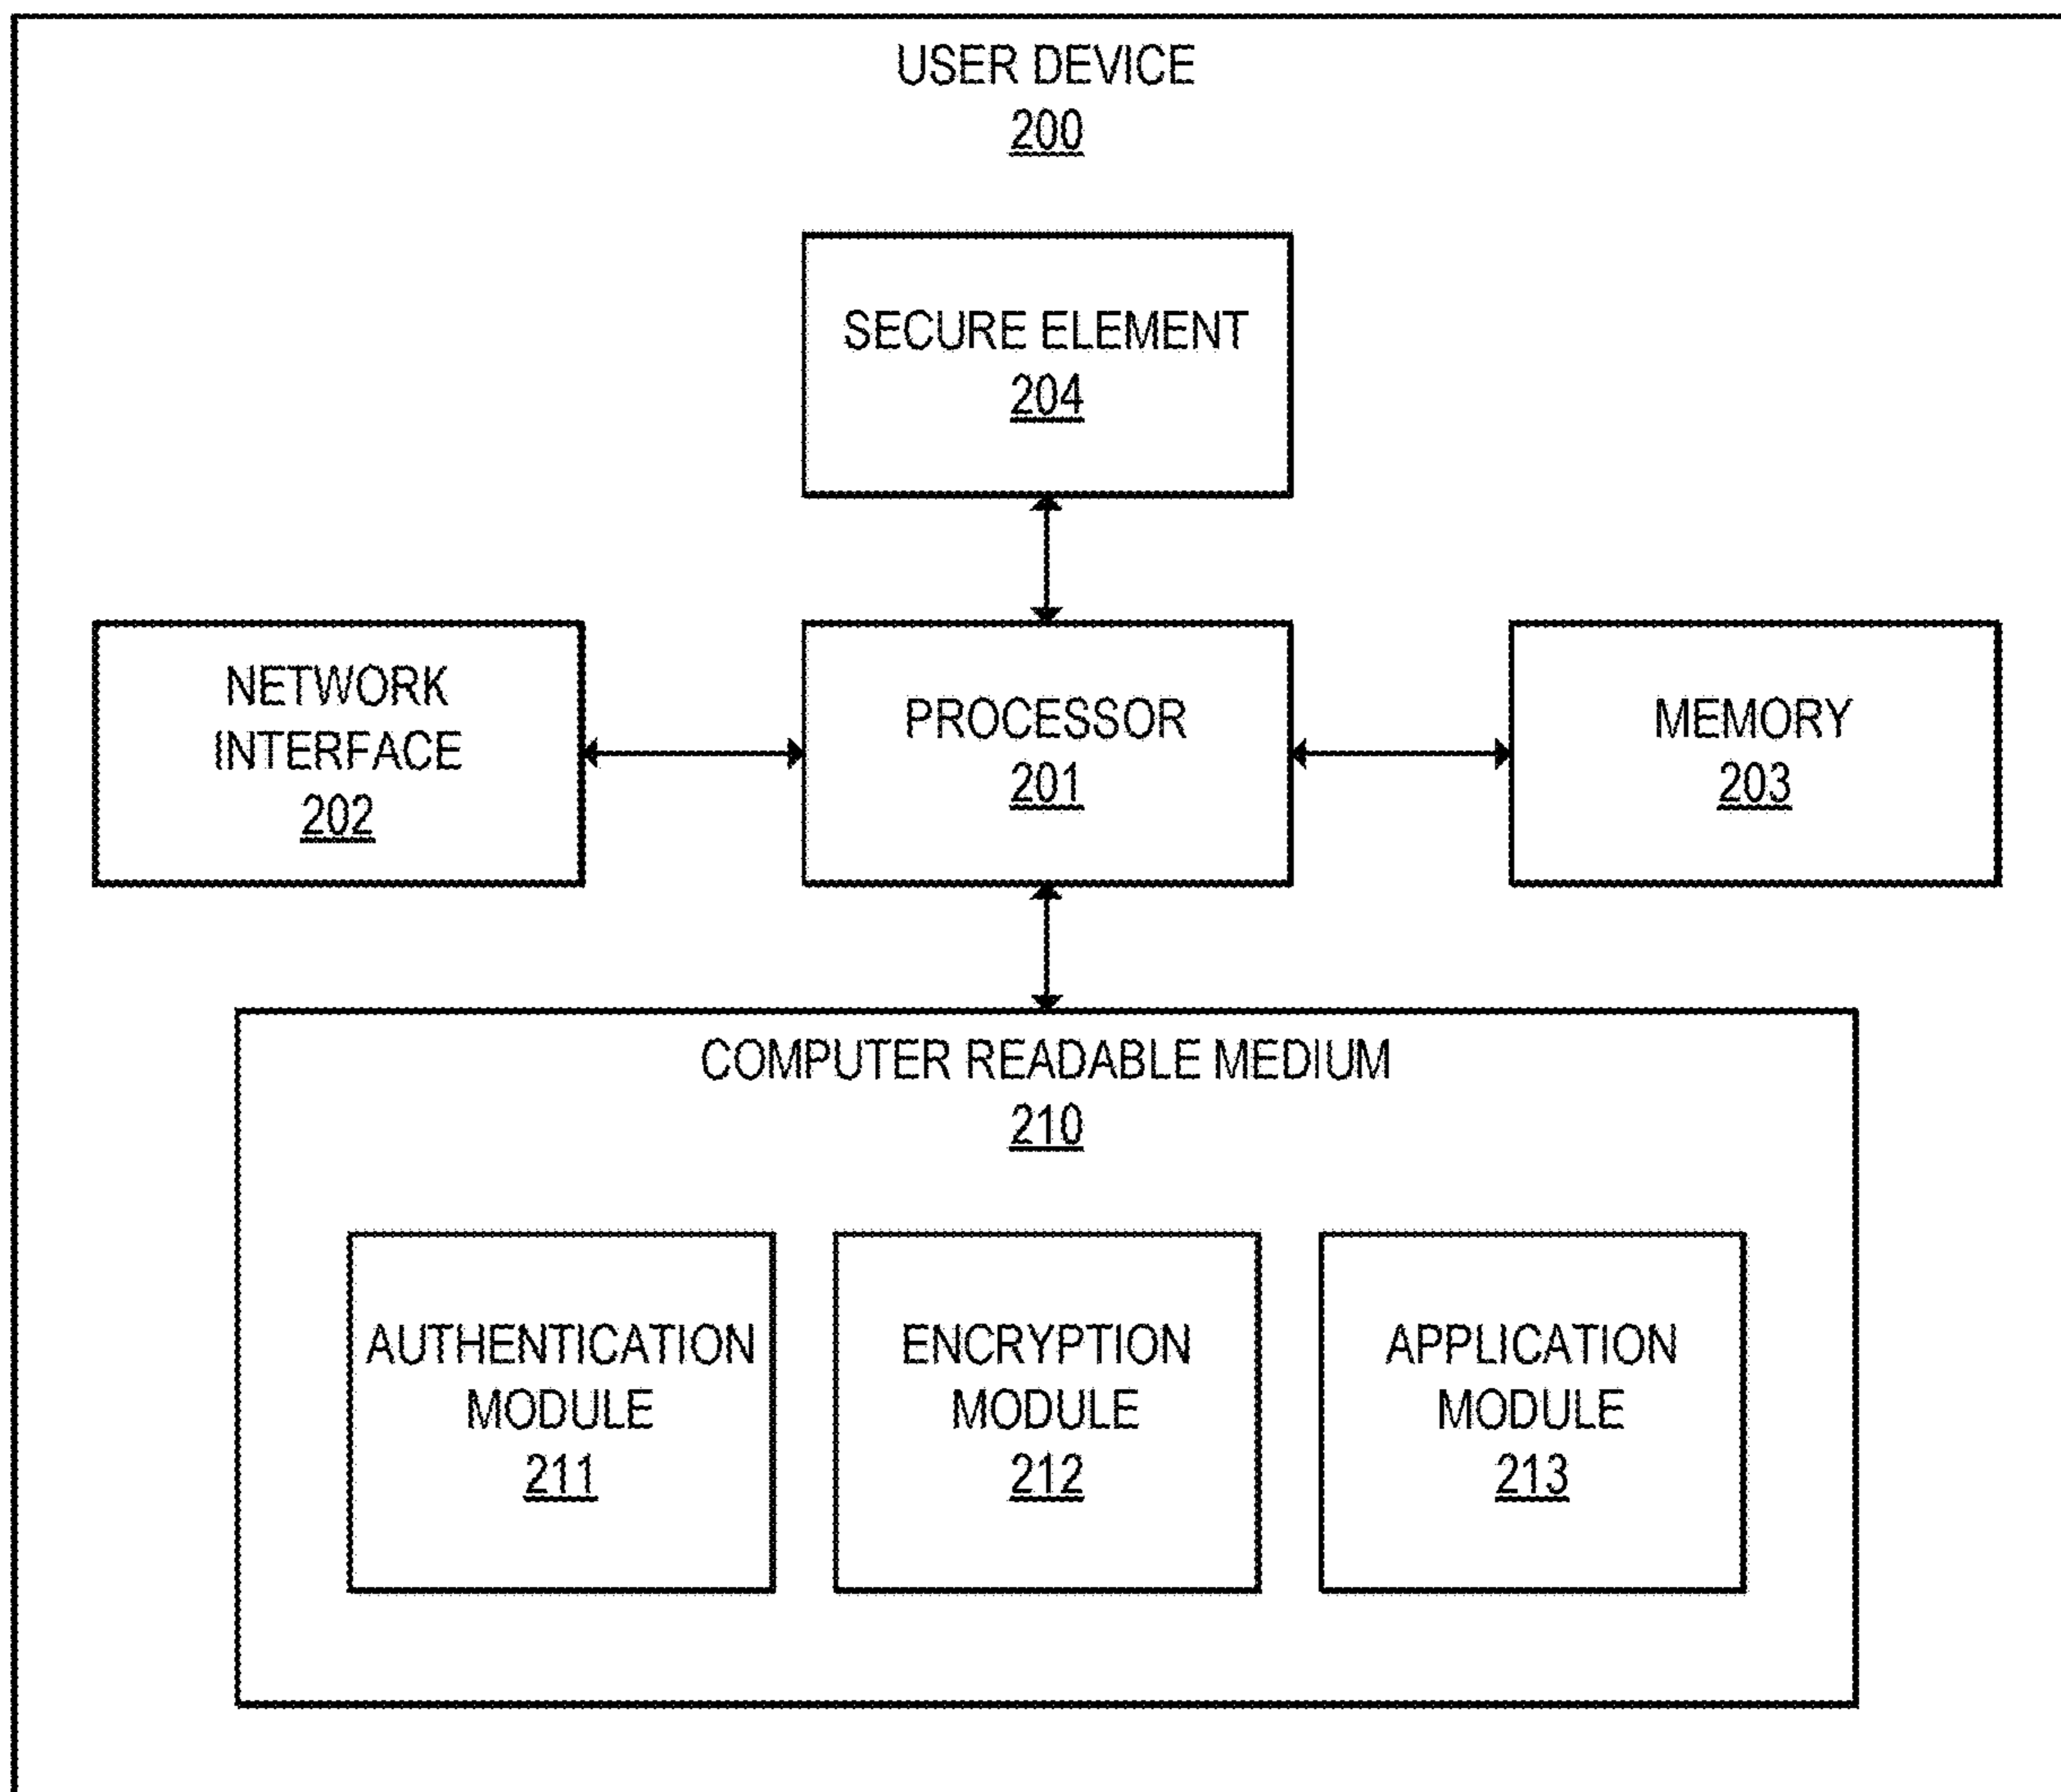 USER DEVICE
200
SECURE ELEMENT
204
NETWORK
INTERFACE
202
PROCESSOR
201
MEMORY
203
COMPUTER READABLE MEDIUM
210
AUTHENTICATION
MODULE
211
ENCRYPTION
MODULE
212
APPLICATION
MODULE
213